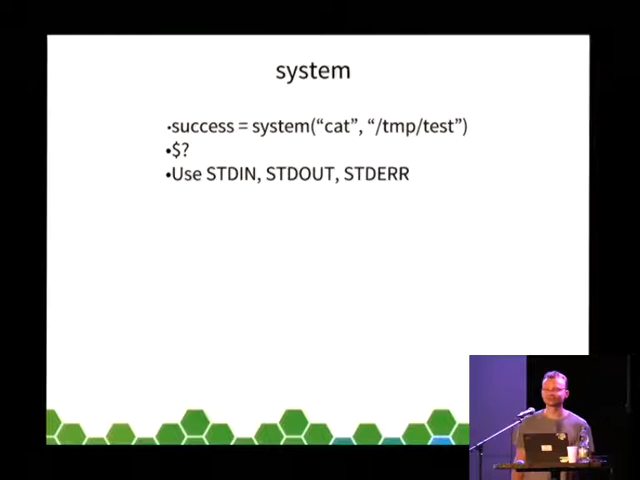 system
•success = system(“cat”, “/tmp/test”)
•$?
•Use STDIN, STDOUT, STDERR